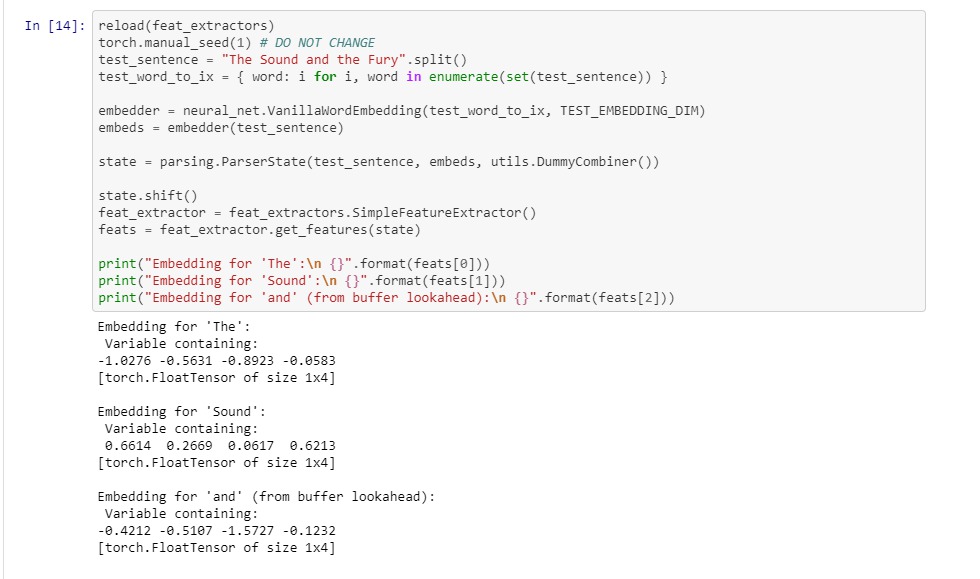 In [14]: reload(feat_extractors)
torch.manual_seed(1) # DO NOT CHANGE
test_sentence = "The Sound and the Fury".split()
test_word_to_ix = { word: i for i, word in enumerate(set(test_sentence)) }
embedder = neural_net.VanillaWordEmbedding(test_word_to_ix, TEST_EMBEDDING_DIM)
embeds = embedder(test_sentence)
state = parsing.ParserState(test_sentence, embeds, utils.DummyCombiner())
state.shift()
feat_extractor = feat_extractors.SimpleFeatureExtractor()
feats = feat_extractor.get_features(state)
print("Embedding for 'The':\n {}".format(feats[0]))
print("Embedding for 'Sound':\n {}".format(feats[1]))
print("Embedding for 'and' (from buffer lookahead):\n {}".format(feats[2]))
Embedding for 'The':
Variable containing:
-1.0276 -0.5631 -0.8923 -0.0583
[torch.FloatTensor of size 1x4]
Embedding for 'Sound':
Variable containing:
0.6614 0.2669 0.0617 0.6213
[torch.FloatTensor of size 1x4]
Embedding for 'and' (from buffer lookahead):
Variable containing:
-0.4212 -0.5107 -1.5727 -0.1232
[torch.FloatTensor of size 1x4]